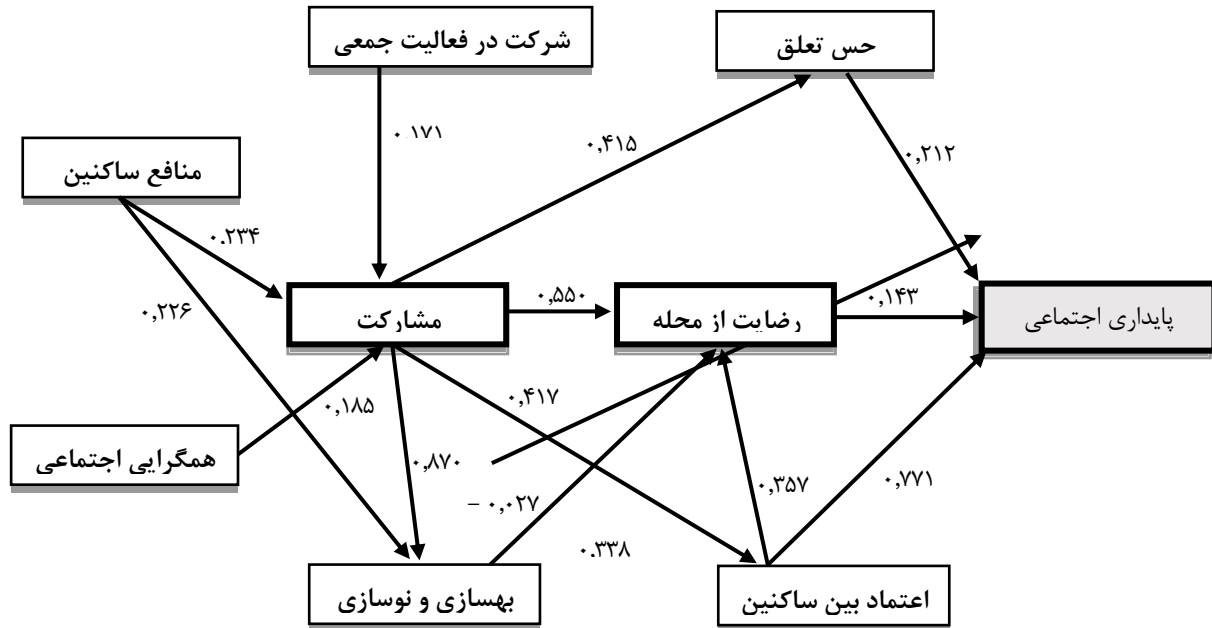 شرکت در فعالیت جمعی
حس تعلق
۰.۱۷۱
۰,۴۱۵
۰,۲۱۲
منافع ساکنین
۰.۲۳۴
۰,۲۲۶
مشارکت
۰,۵۵۰
رضایت از محله
۰,۱۴۳
پایداری اجتماعی
۰,۱۸۵
۰,۴۱۷
همگرایی اجتماعی
۰,۸۷۰
– ۰,۰۲۷
۰,۳۵۷
۰,۷۷۱
۰.۳۳۸
بهسازی و نوسازی
اعتماد بین ساکنین